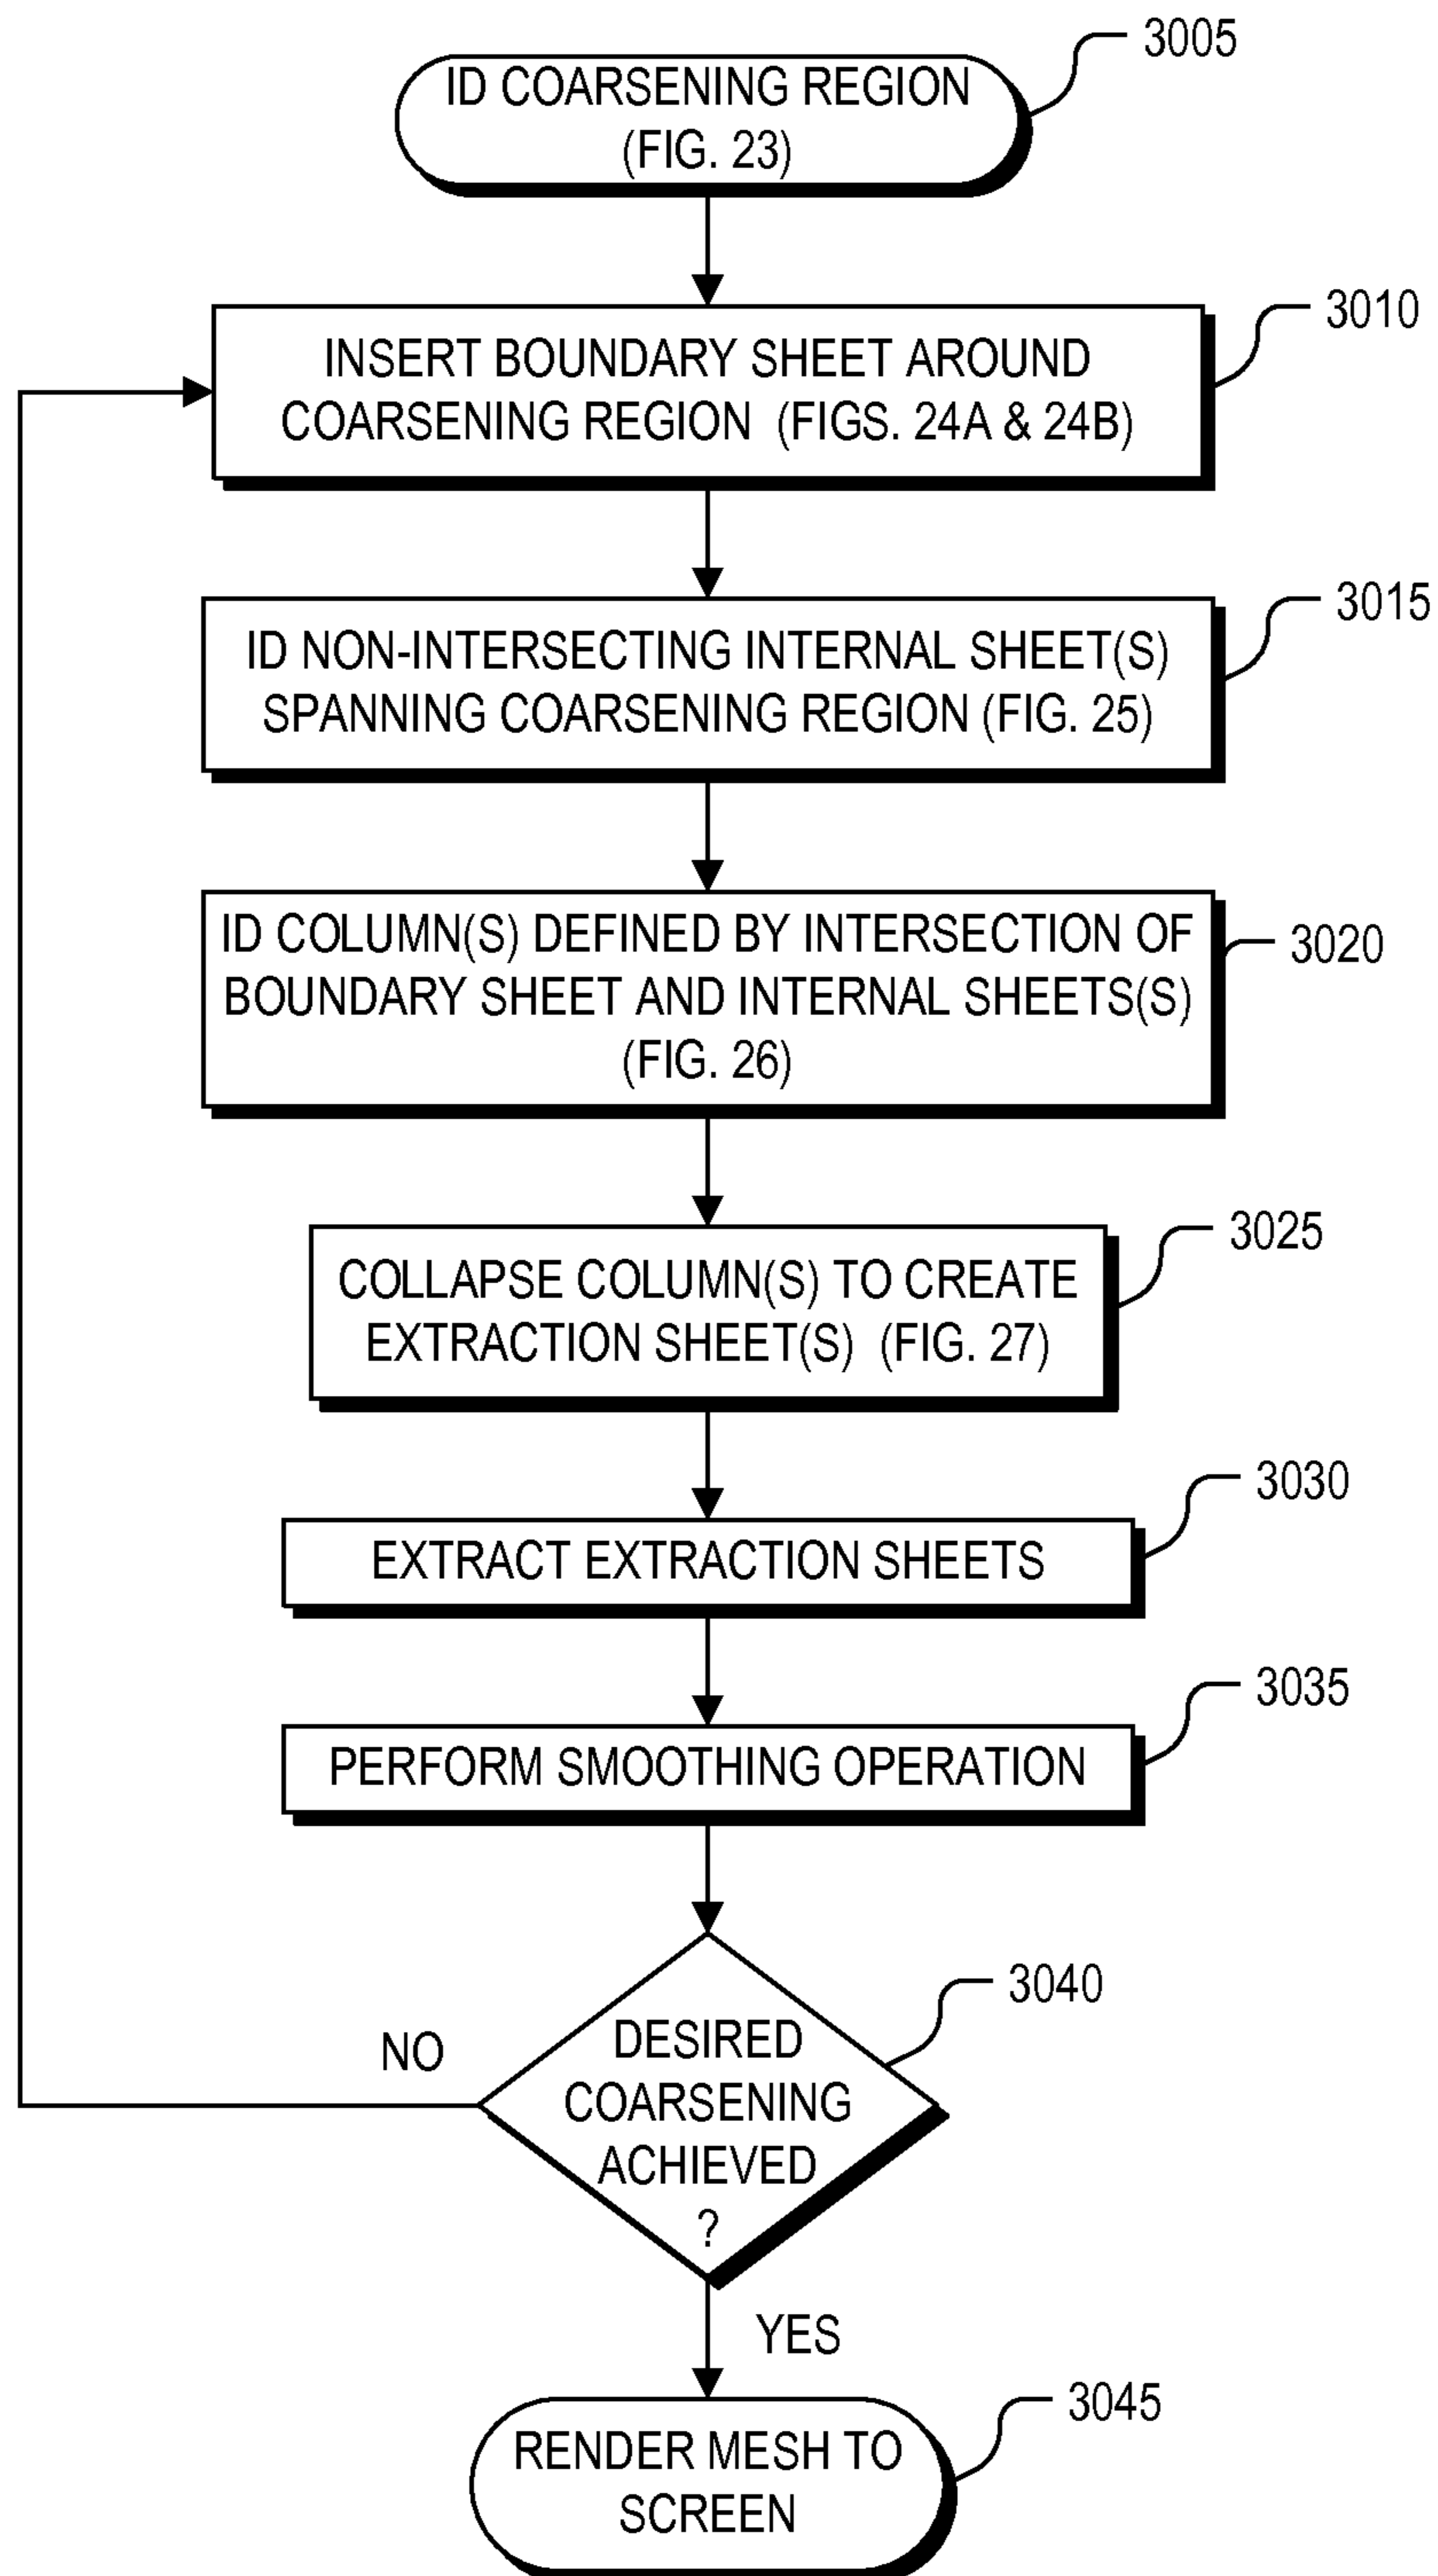 3005
ID COARSENING REGION
(FIG. 23)
3010
INSERT BOUNDARY SHEET AROUND
COARSENING REGION (FIGS. 24A & 24B)
3015
ID NON-INTERSECTING INTERNAL SHEET(S)
SPANNING COARSENING REGION (FIG. 25)
3020
ID COLUMN(S) DEFINED BY INTERSECTION OF
BOUNDARY SHEET AND INTERNAL SHEETS(S)
(FIG. 26)
3025
COLLAPSE COLUMN(S) TO CREATE
EXTRACTION SHEET(S) (FIG. 27)
3030
EXTRACT EXTRACTION SHEETS
3035
PERFORM SMOOTHING OPERATION
3040
NO
DESIRED
COARSENING
ACHIEVED
?
YES
3045
RENDER MESH TO
SCREEN